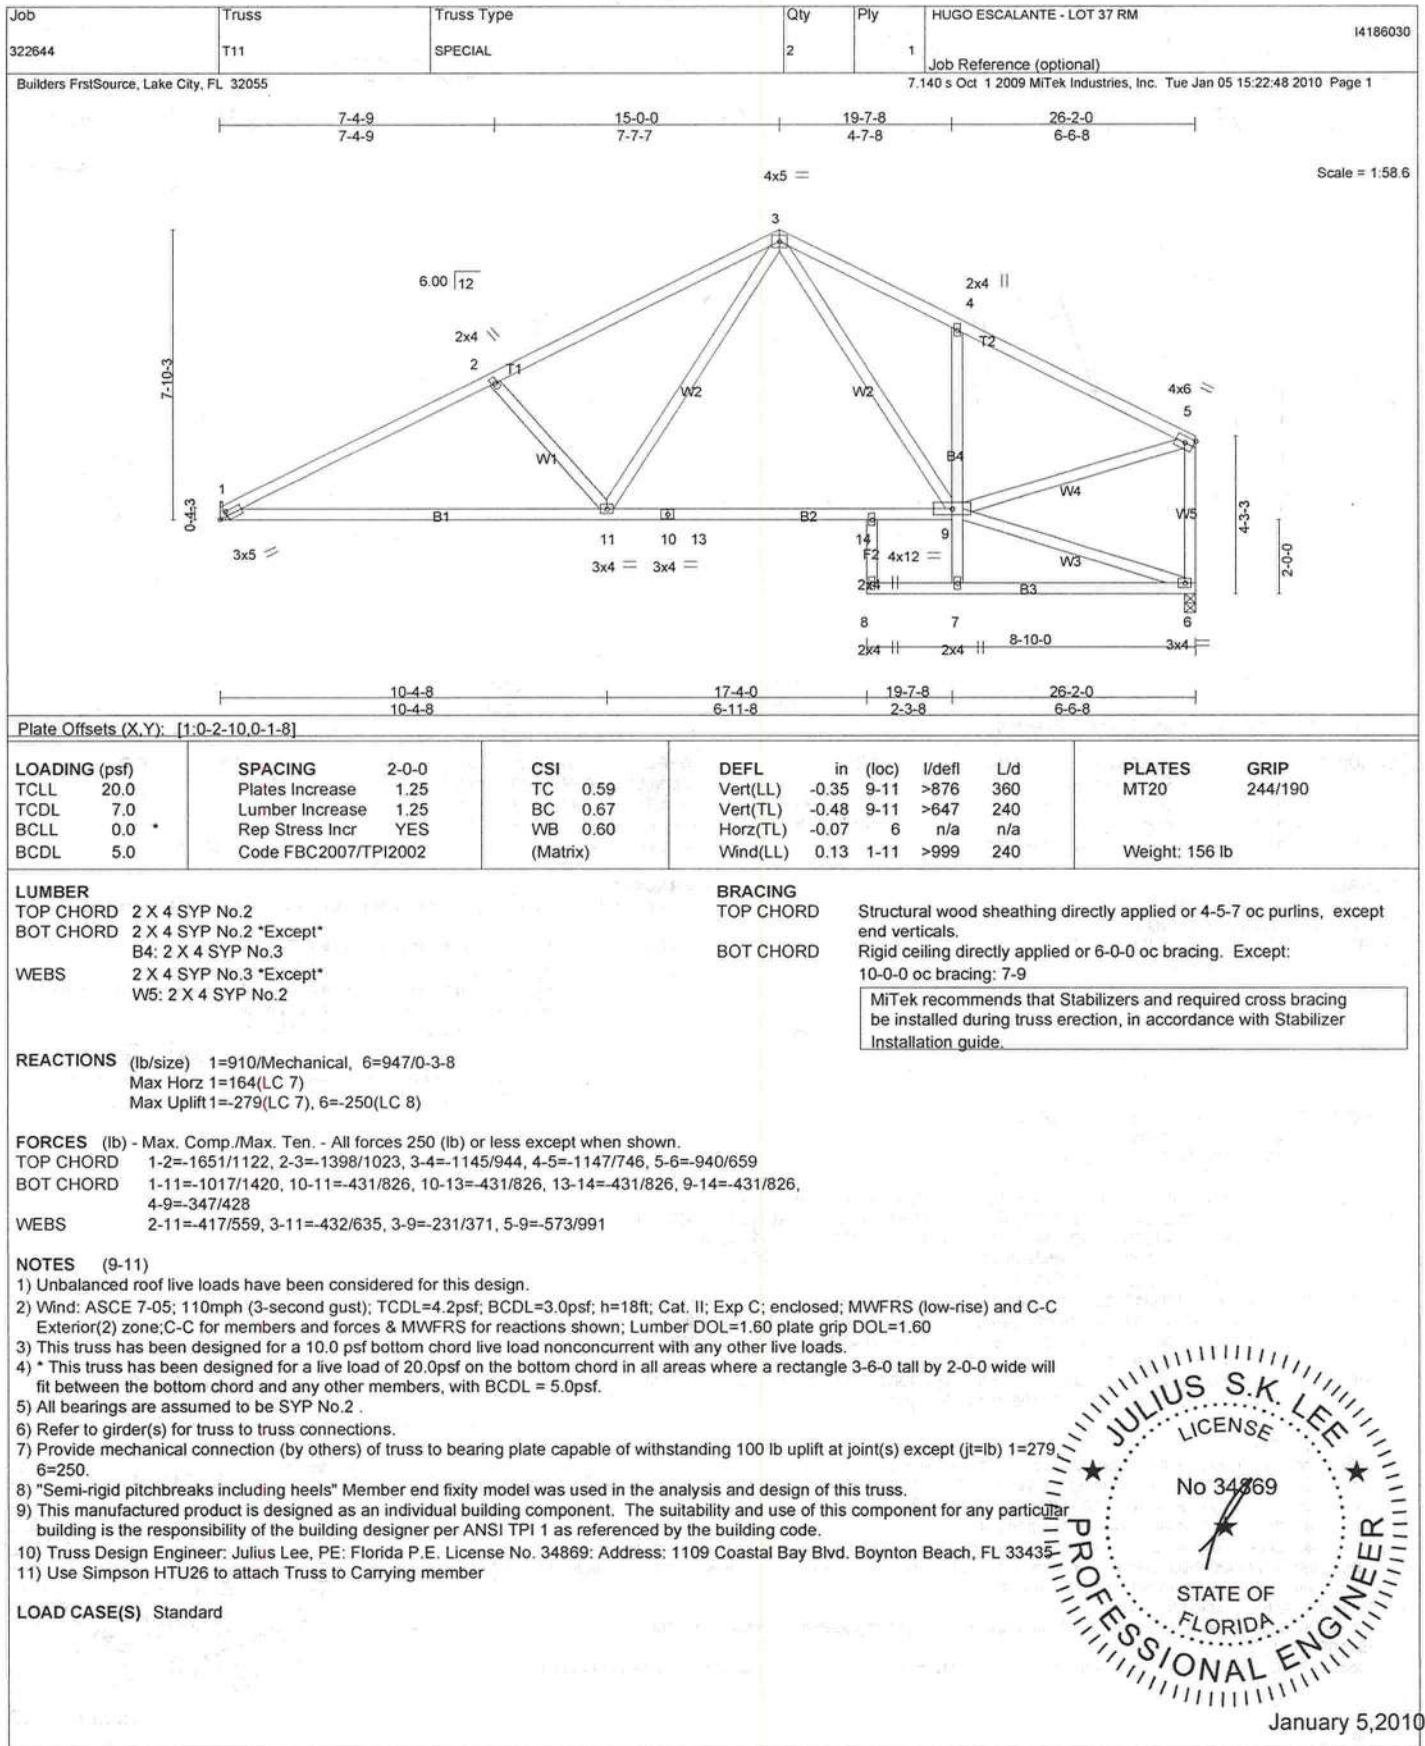 Job Truss Truss Type Qty Ply HUGO ESCALANTE - LOT 37 RM
I4186030
322644 T11 SPECIAL 2 1
Job Reference (optional)
Builders FrstSource, Lake City, FL 32055 7.140 s Oct 1 2009 MiTek Industries, Inc. Tue Jan 05 15:22:48 2010 Page 1
7-4-9 15-0-0 19-7-8 26-2-0
7-4-9 7-7-7 4-7-8 6-6-8
4x5 = Scale = 1:58.6
3
6.00 12
2x4 ||
4
2x4 \\
T2
2 T1
7-10-3
W2 W2
4x6
5
W1
B4
W4
1
0-4-3
B1 B2
W5
4-3-3
3x5 =
11 10 13 14 9
F2 4x12 =
W3
2-0-0
3x4 = 3x4 =
2x4 ||
B3
8 7 6
8-10-0
2x4 || 2x4 || 3x4 =
10-4-8 17-4-0 19-7-8 26-2-0
10-4-8 6-11-8 2-3-8 6-6-8
Plate Offsets (X,Y): [1:0-2-10,0-1-8]
LOADING (psf) SPACING 2-0-0 CSI DEFL in (loc) l/defl L/d PLATES GRIP
TCLL 20.0 Plates Increase 1.25 TC 0.59 Vert(LL) -0.35 9-11 >876 360 MT20 244/190
TCDL 7.0 Lumber Increase 1.25 BC 0.67 Vert(TL) -0.48 9-11 >647 240
BCLL 0.0 * Rep Stress Incr YES WB 0.60 Horz(TL) -0.07 6 n/a n/a
BCDL 5.0 Code FBC2007/TPI2002 (Matrix) Wind(LL) 0.13 1-11 >999 240 Weight: 156 lb
LUMBER
TOP CHORD 2 X 4 SYP No.2
BOT CHORD 2 X 4 SYP No.2 *Except*
B4: 2 X 4 SYP No.3
WEBS 2 X 4 SYP No.3 *Except*
W5: 2 X 4 SYP No.2
BRACING
TOP CHORD Structural wood sheathing directly applied or 4-5-7 oc purlins, except
end verticals.
BOT CHORD Rigid ceiling directly applied or 6-0-0 oc bracing. Except:
10-0-0 oc bracing: 7-9
MiTek recommends that Stabilizers and required cross bracing
be installed during truss erection, in accordance with Stabilizer
Installation guide.
REACTIONS (lb/size) 1=910/Mechanical, 6=947/0-3-8
Max Horz 1=164(LC 7)
Max Uplift 1=-279(LC 7), 6=-250(LC 8)
FORCES (lb) - Max. Comp./Max. Ten. - All forces 250 (lb) or less except when shown.
TOP CHORD 1-2=-1651/1122, 2-3=-1398/1023, 3-4=-1145/944, 4-5=-1147/746, 5-6=-940/659
BOT CHORD 1-11=-1017/1420, 10-11=-431/826, 10-13=-431/826, 13-14=-431/826, 9-14=-431/826,
4-9=-347/428
WEBS 2-11=-417/559, 3-11=-432/635, 3-9=-231/371, 5-9=-573/991
NOTES (9-11)
1) Unbalanced roof live loads have been considered for this design.
2) Wind: ASCE 7-05; 110mph (3-second gust); TCDL=4.2psf; BCDL=3.0psf; h=18ft; Cat. II; Exp C; enclosed; MWFRS (low-rise) and C-C
Exterior(2) zone;C-C for members and forces & MWFRS for reactions shown; Lumber DOL=1.60 plate grip DOL=1.60
3) This truss has been designed for a 10.0 psf bottom chord live load nonconcurrent with any other live loads.
4) * This truss has been designed for a live load of 20.0psf on the bottom chord in all areas where a rectangle 3-6-0 tall by 2-0-0 wide will
fit between the bottom chord and any other members, with BCDL = 5.0psf.
5) All bearings are assumed to be SYP No.2 .
6) Refer to girder(s) for truss to truss connections.
7) Provide mechanical connection (by others) of truss to bearing plate capable of withstanding 100 lb uplift at joint(s) except (jt=lb) 1=279,
6=250.
8) "Semi-rigid pitchbreaks including heels" Member end fixity model was used in the analysis and design of this truss.
9) This manufactured product is designed as an individual building component. The suitability and use of this component for any particular
building is the responsibility of the building designer per ANSI TPI 1 as referenced by the building code.
10) Truss Design Engineer: Julius Lee, PE: Florida P.E. License No. 34869: Address: 1109 Coastal Bay Blvd. Boynton Beach, FL 33435
11) Use Simpson HTU26 to attach Truss to Carrying member
LOAD CASE(S) Standard
JULIUS S.K. LEE
LICENSE
No 34869
STATE OF
FLORIDA
PROFESSIONAL ENGINEER
January 5,2010